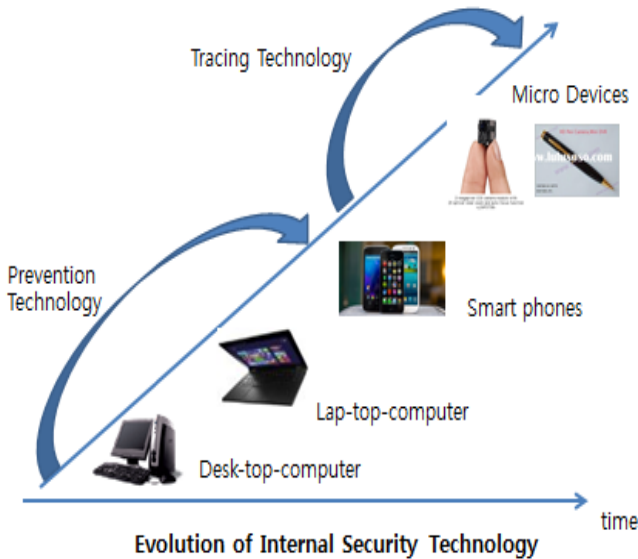 Tracing Technology
Micro Devices
Prevention
Technology
Smart phones
Lap-top-computer
Desk-top-computer
time
Evolution of Internal Security Technology